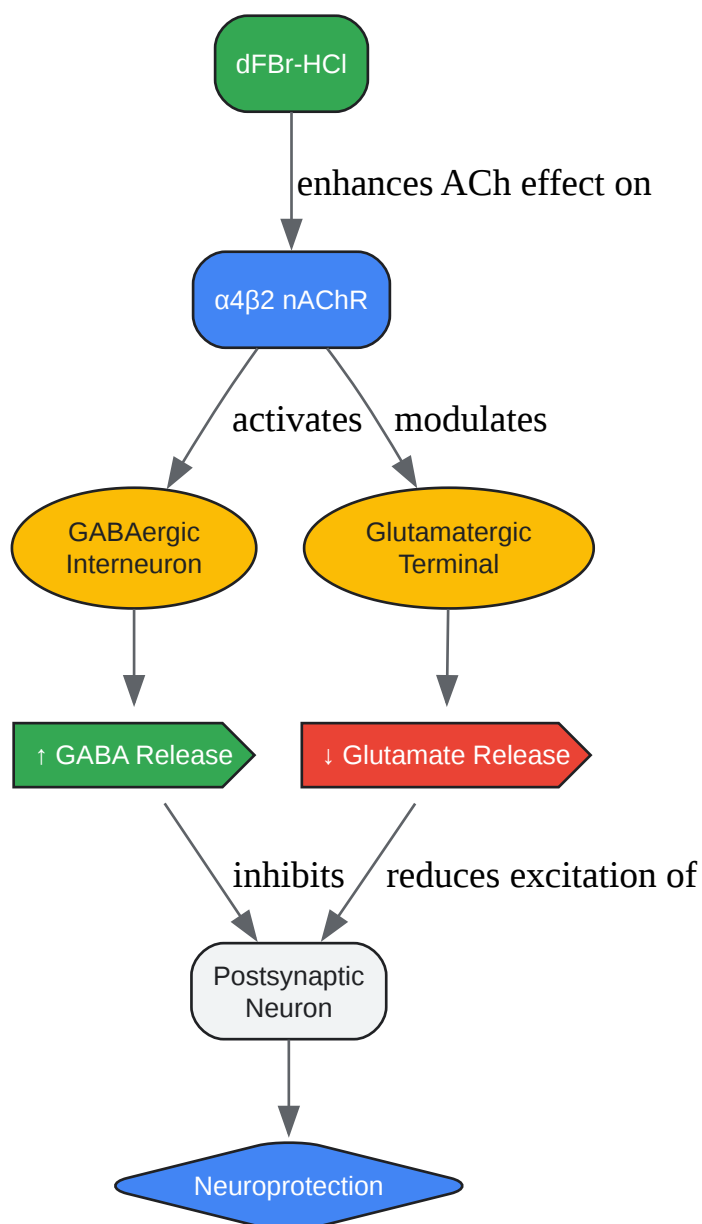 dFBr-HCl
enhances ACh effect on
α4β2 nAChR
activates
modulates
GABAergic
Interneuron
Glutamatergic
Terminal
↑ GABA Release
↓ Glutamate Release
inhibits
reduces excitation of
Postsynaptic
Neuron
Neuroprotection